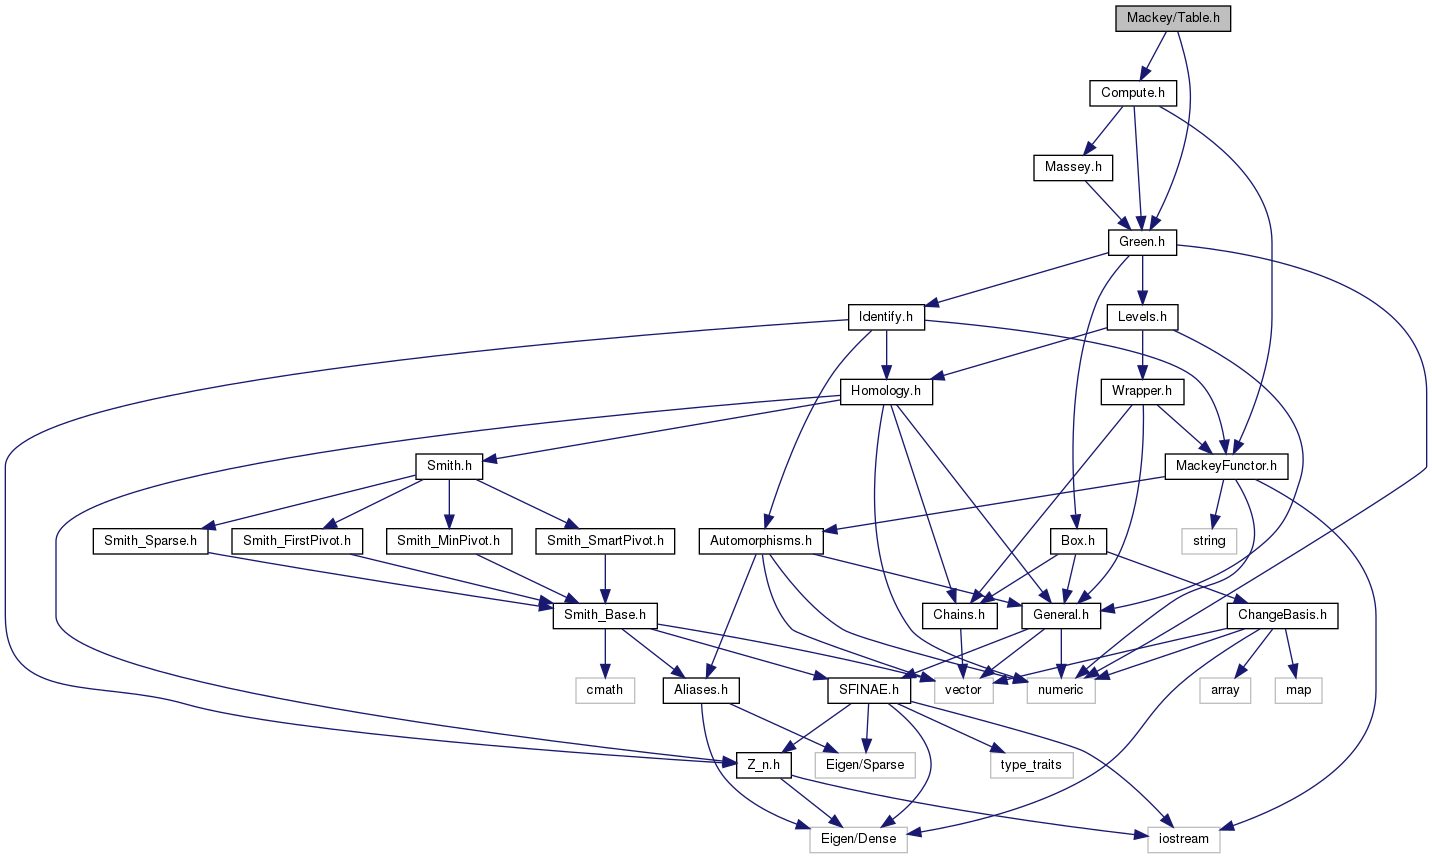 Mackey/Table.h
Compute.h
Massey.h
Green.h
Identify.h
Levels.h
Homology.h
Wrapper.h
Smith.h
MackeyFunctor.h
Smith_Sparse.h
Smith_FirstPivot.h
Smith_MinPivot.h
Smith_SmartPivot.h
Automorphisms.h
Box.h
string
Smith_Base.h
Chains.h
General.h
ChangeBasis.h
cmath
Aliases.h
SFINAE.h
vector
numeric
array
map
Z_n.h
Eigen/Sparse
type_traits
Eigen/Dense
iostream